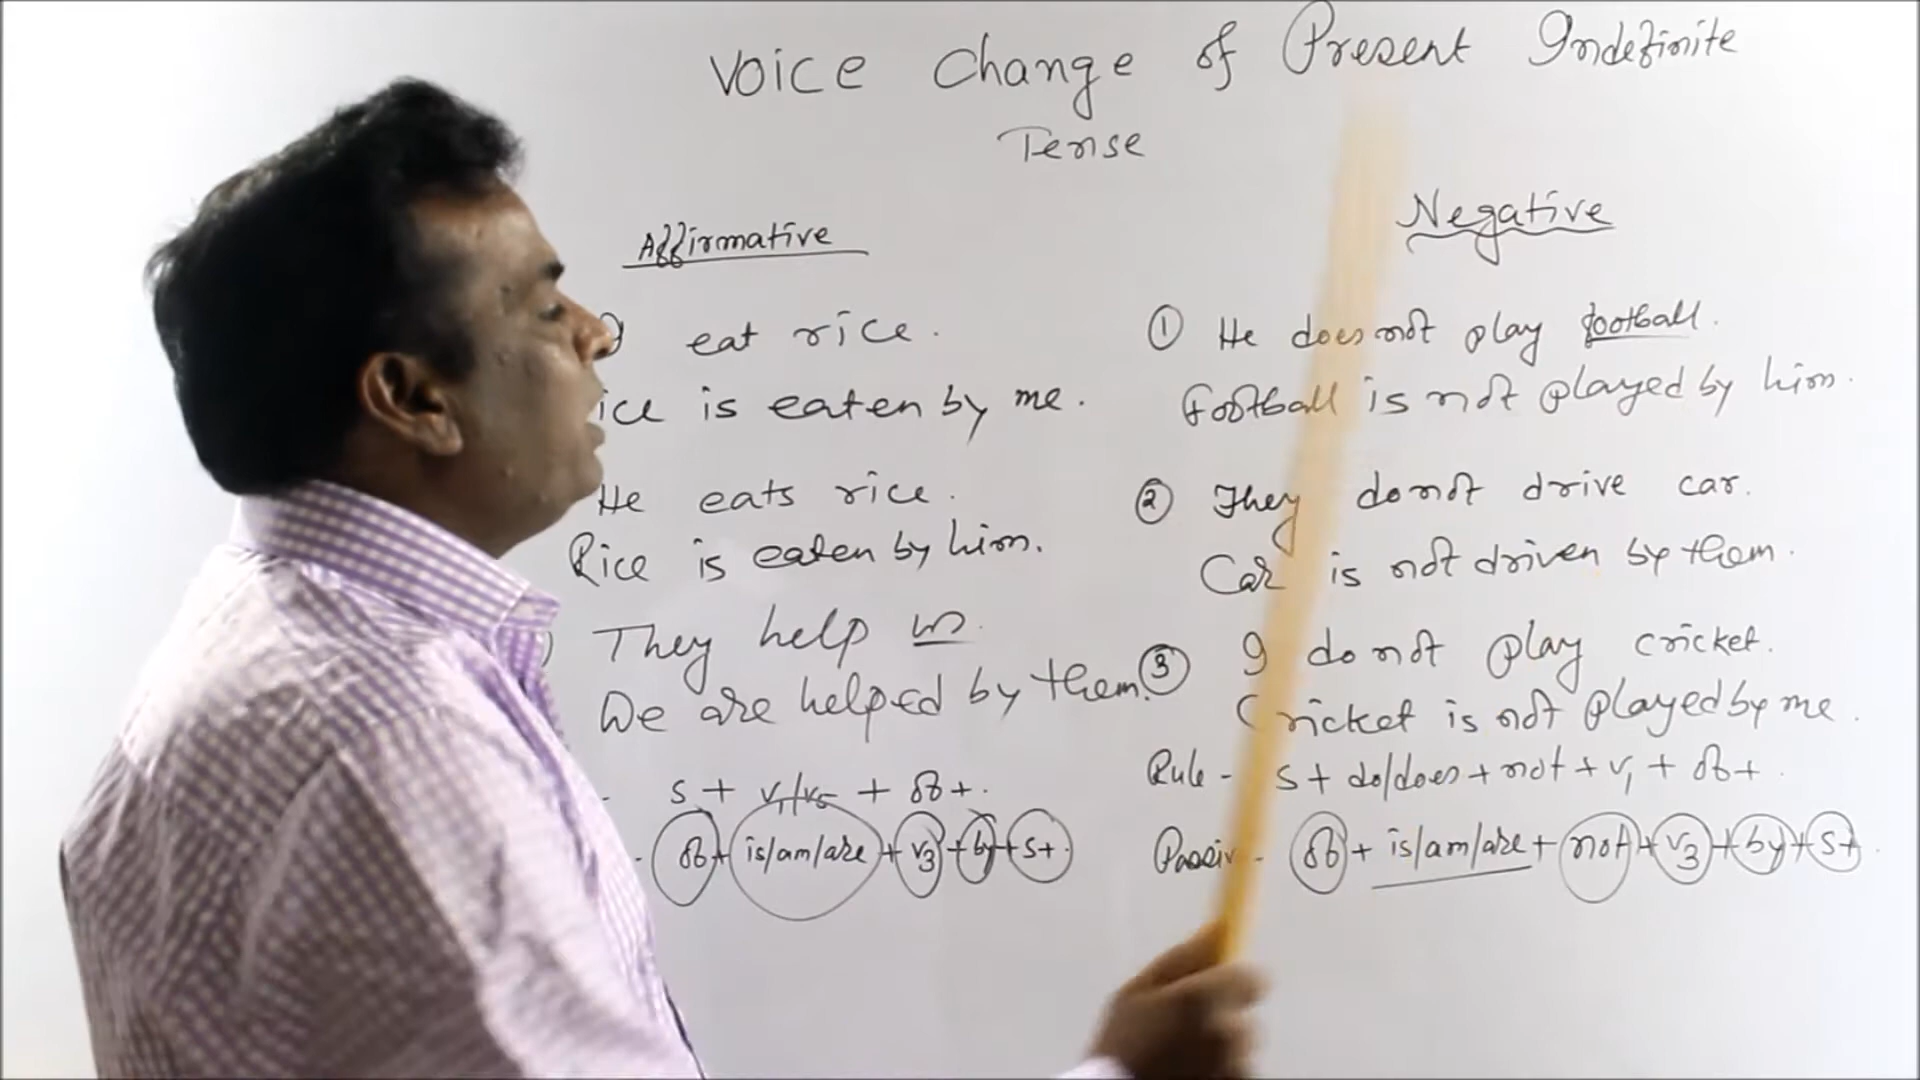 Voice Change of Present Indefinite
Tense
Affirmative
eat rice.
is eaten by me.
He eats rice.
Rice is eaten by him.
They help us.
We are helped by them.
S + V1/V5 + Ob +.
Ob + is/am/are + V3 + by + S +.
Negative
① He does not play football.
Football is not played by him.
② They do not drive car.
Car is not driven by them.
③ I do not play cricket.
Cricket is not played by me.
Rule - S + do/does + not + V1 + Ob + .
Passive - Ob + is/am/are + not + V3 + by + S + .